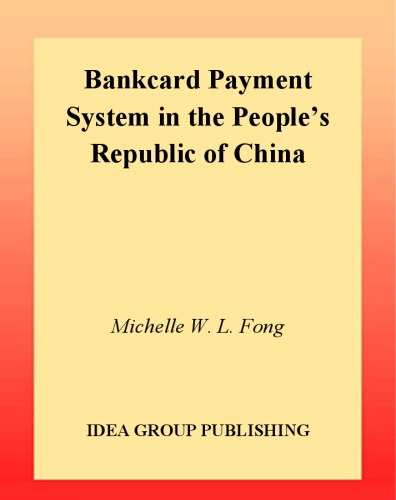 Bankcard Payment
System in the People's
Republic of China
Michelle W. L. Fong
IDEA GROUP PUBLISHING